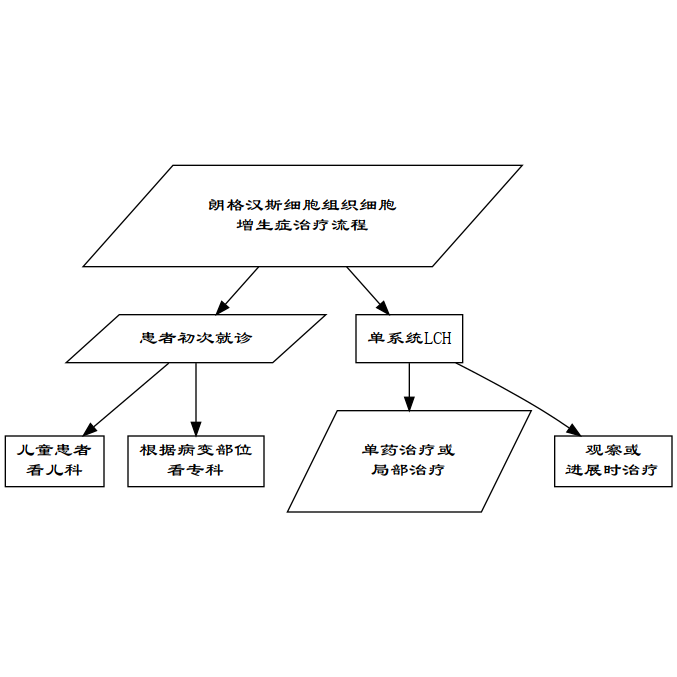 朗格汉斯细胞组织细胞
增生症治疗流程
患者初次就诊
单系统LCH
儿童患者
看儿科
根据病变部位
看专科
单药治疗或
局部治疗
观察或
进展时治疗